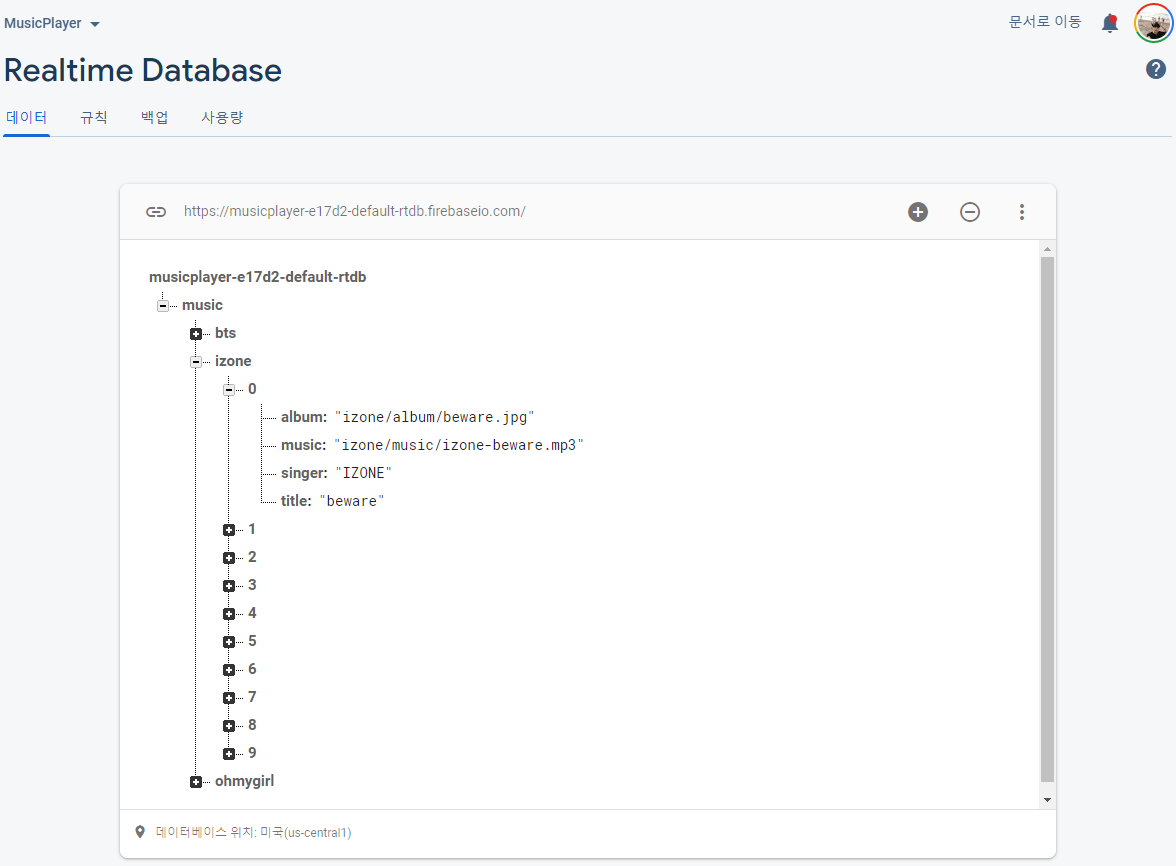 MusicPlayer
문서로 이동
Realtime Database
데이터 규칙 백업 사용량
https://musicplayer-e17d2-default-rtdb.firebaseio.com/
musicplayer-e17d2-default-rtdb
music
bts
izone
0
album: "izone/album/beware.jpg"
music: "izone/music/izone-beware.mp3"
singer: "IZONE"
title: "beware"
1
2
3
4
5
6
7
8
9
ohmygirl
데이터베이스 위치: 미국(us-central1)